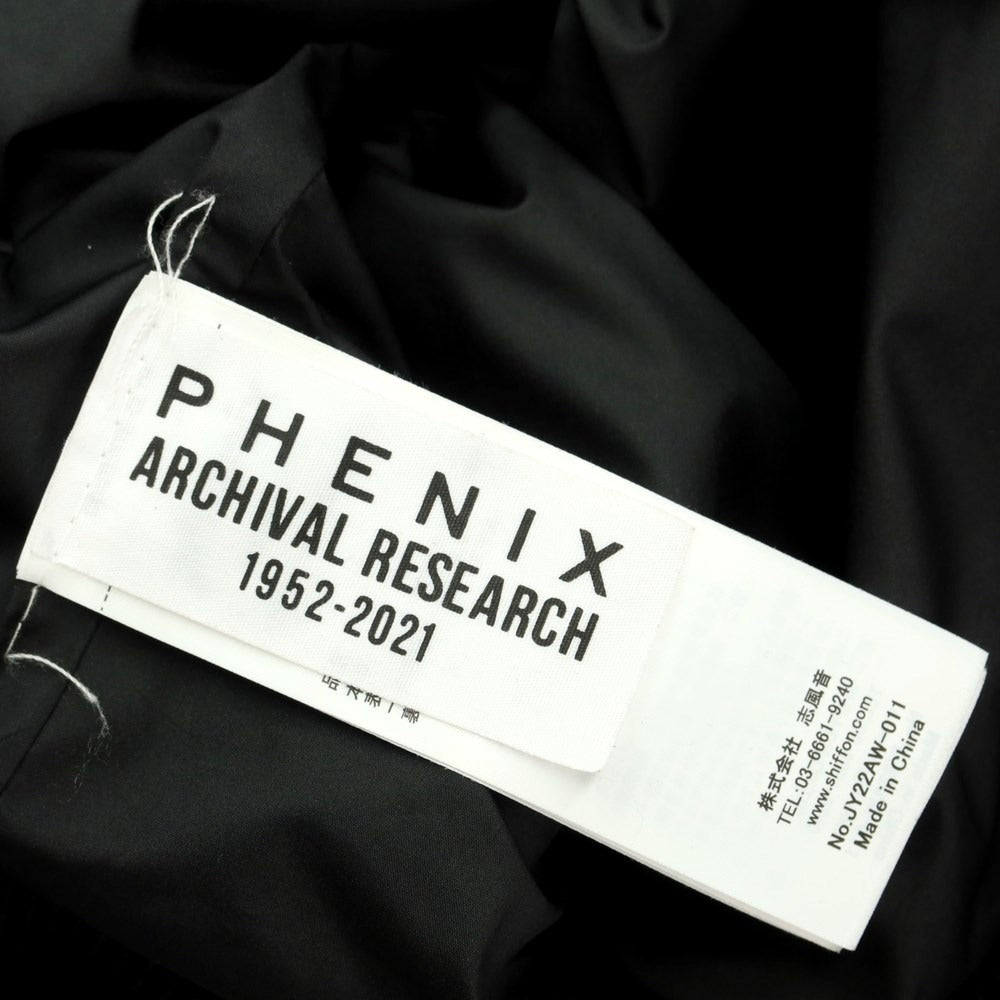 PHENIX
ARCHIVAL RESEARCH
1952-2021
株式会社 志風音
TEL:03-6661-9240
www.shiffon.com
No.JY22AW-011
Made in China